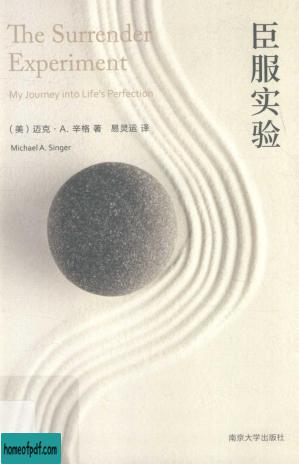 The Surrender
Experiment
My Journey into Life's Perfection
臣服实验
（美）迈克·A. 辛格 著 易灵运 译
Michael A. Singer
南京大学出版社
homeofpdf.com